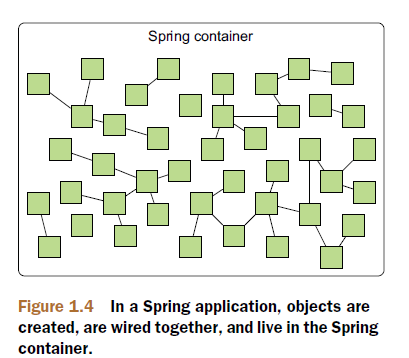 Spring container
Figure 1.4 In a Spring application, objects are
created, are wired together, and live in the Spring
container.